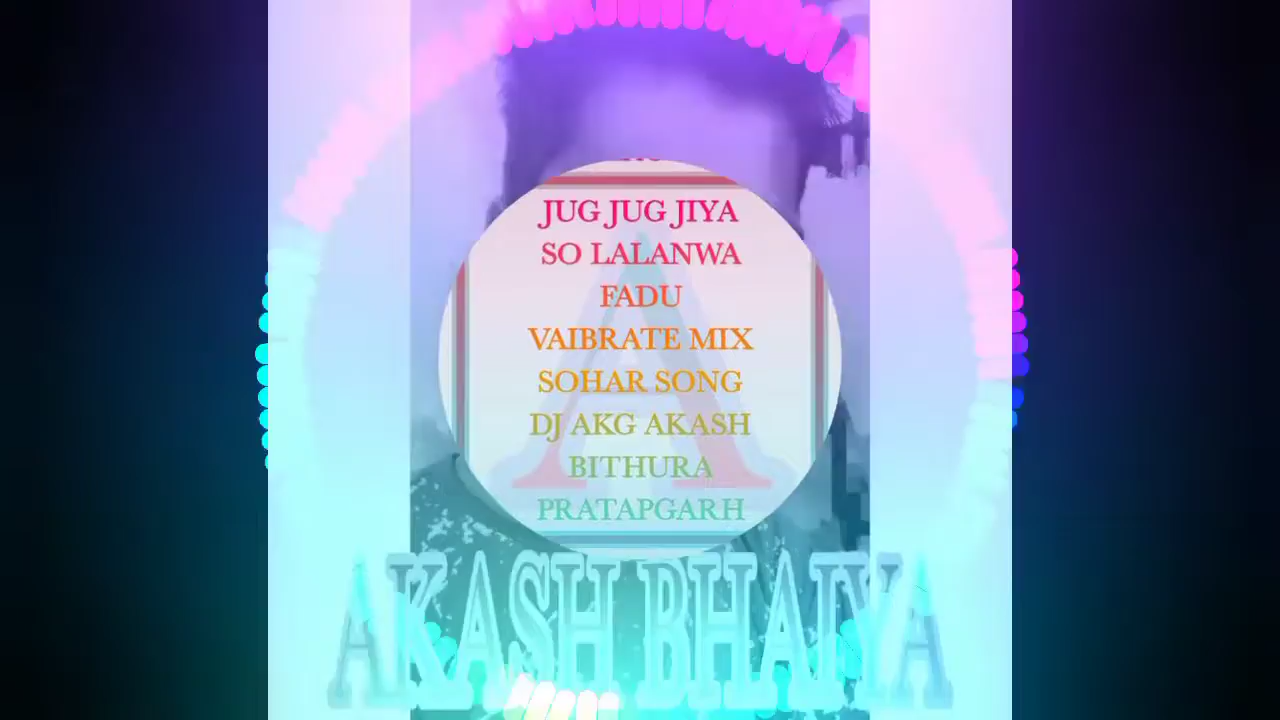 JUG JUG JIYA
SO LALANWA
FADU
VAIBRATE MIX
SOHAR SONG
DJ AKG AKASH
BITHURA
PRATAPGARH
AKASH BHAIYA